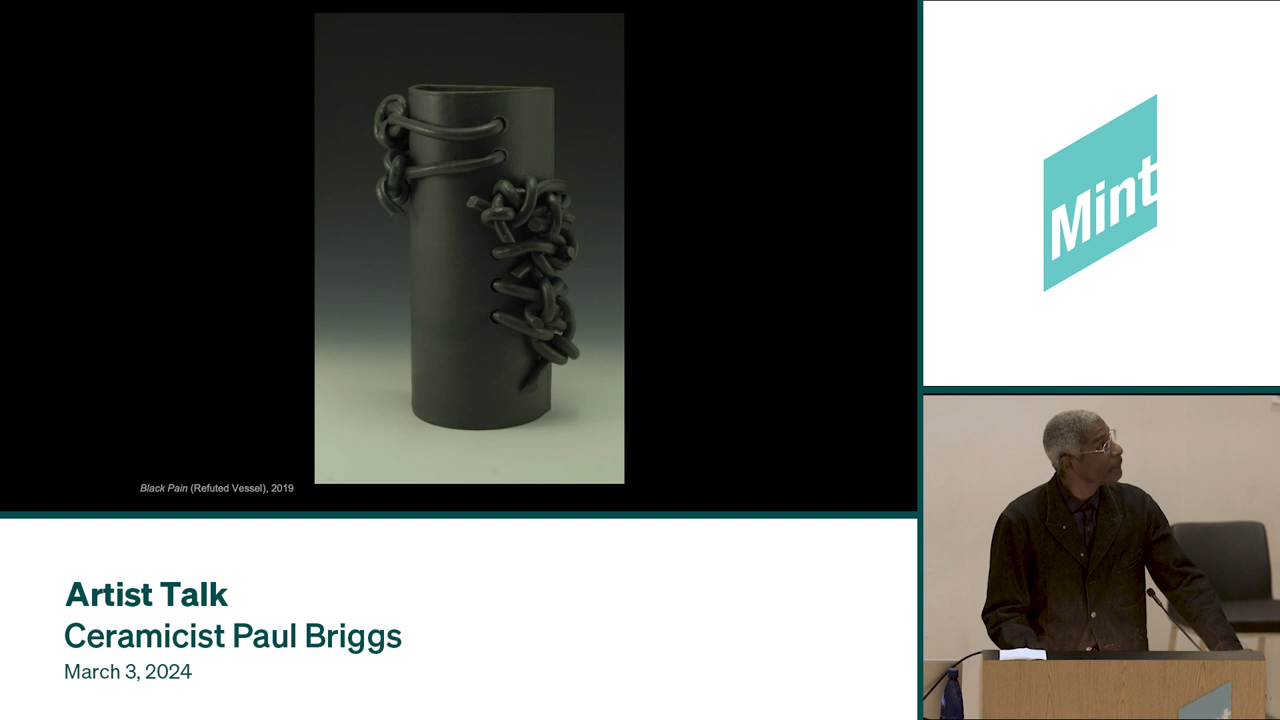 Black Pain (Refuted Vessel), 2019
Artist Talk
Ceramicist Paul Briggs
March 3, 2024
Mint